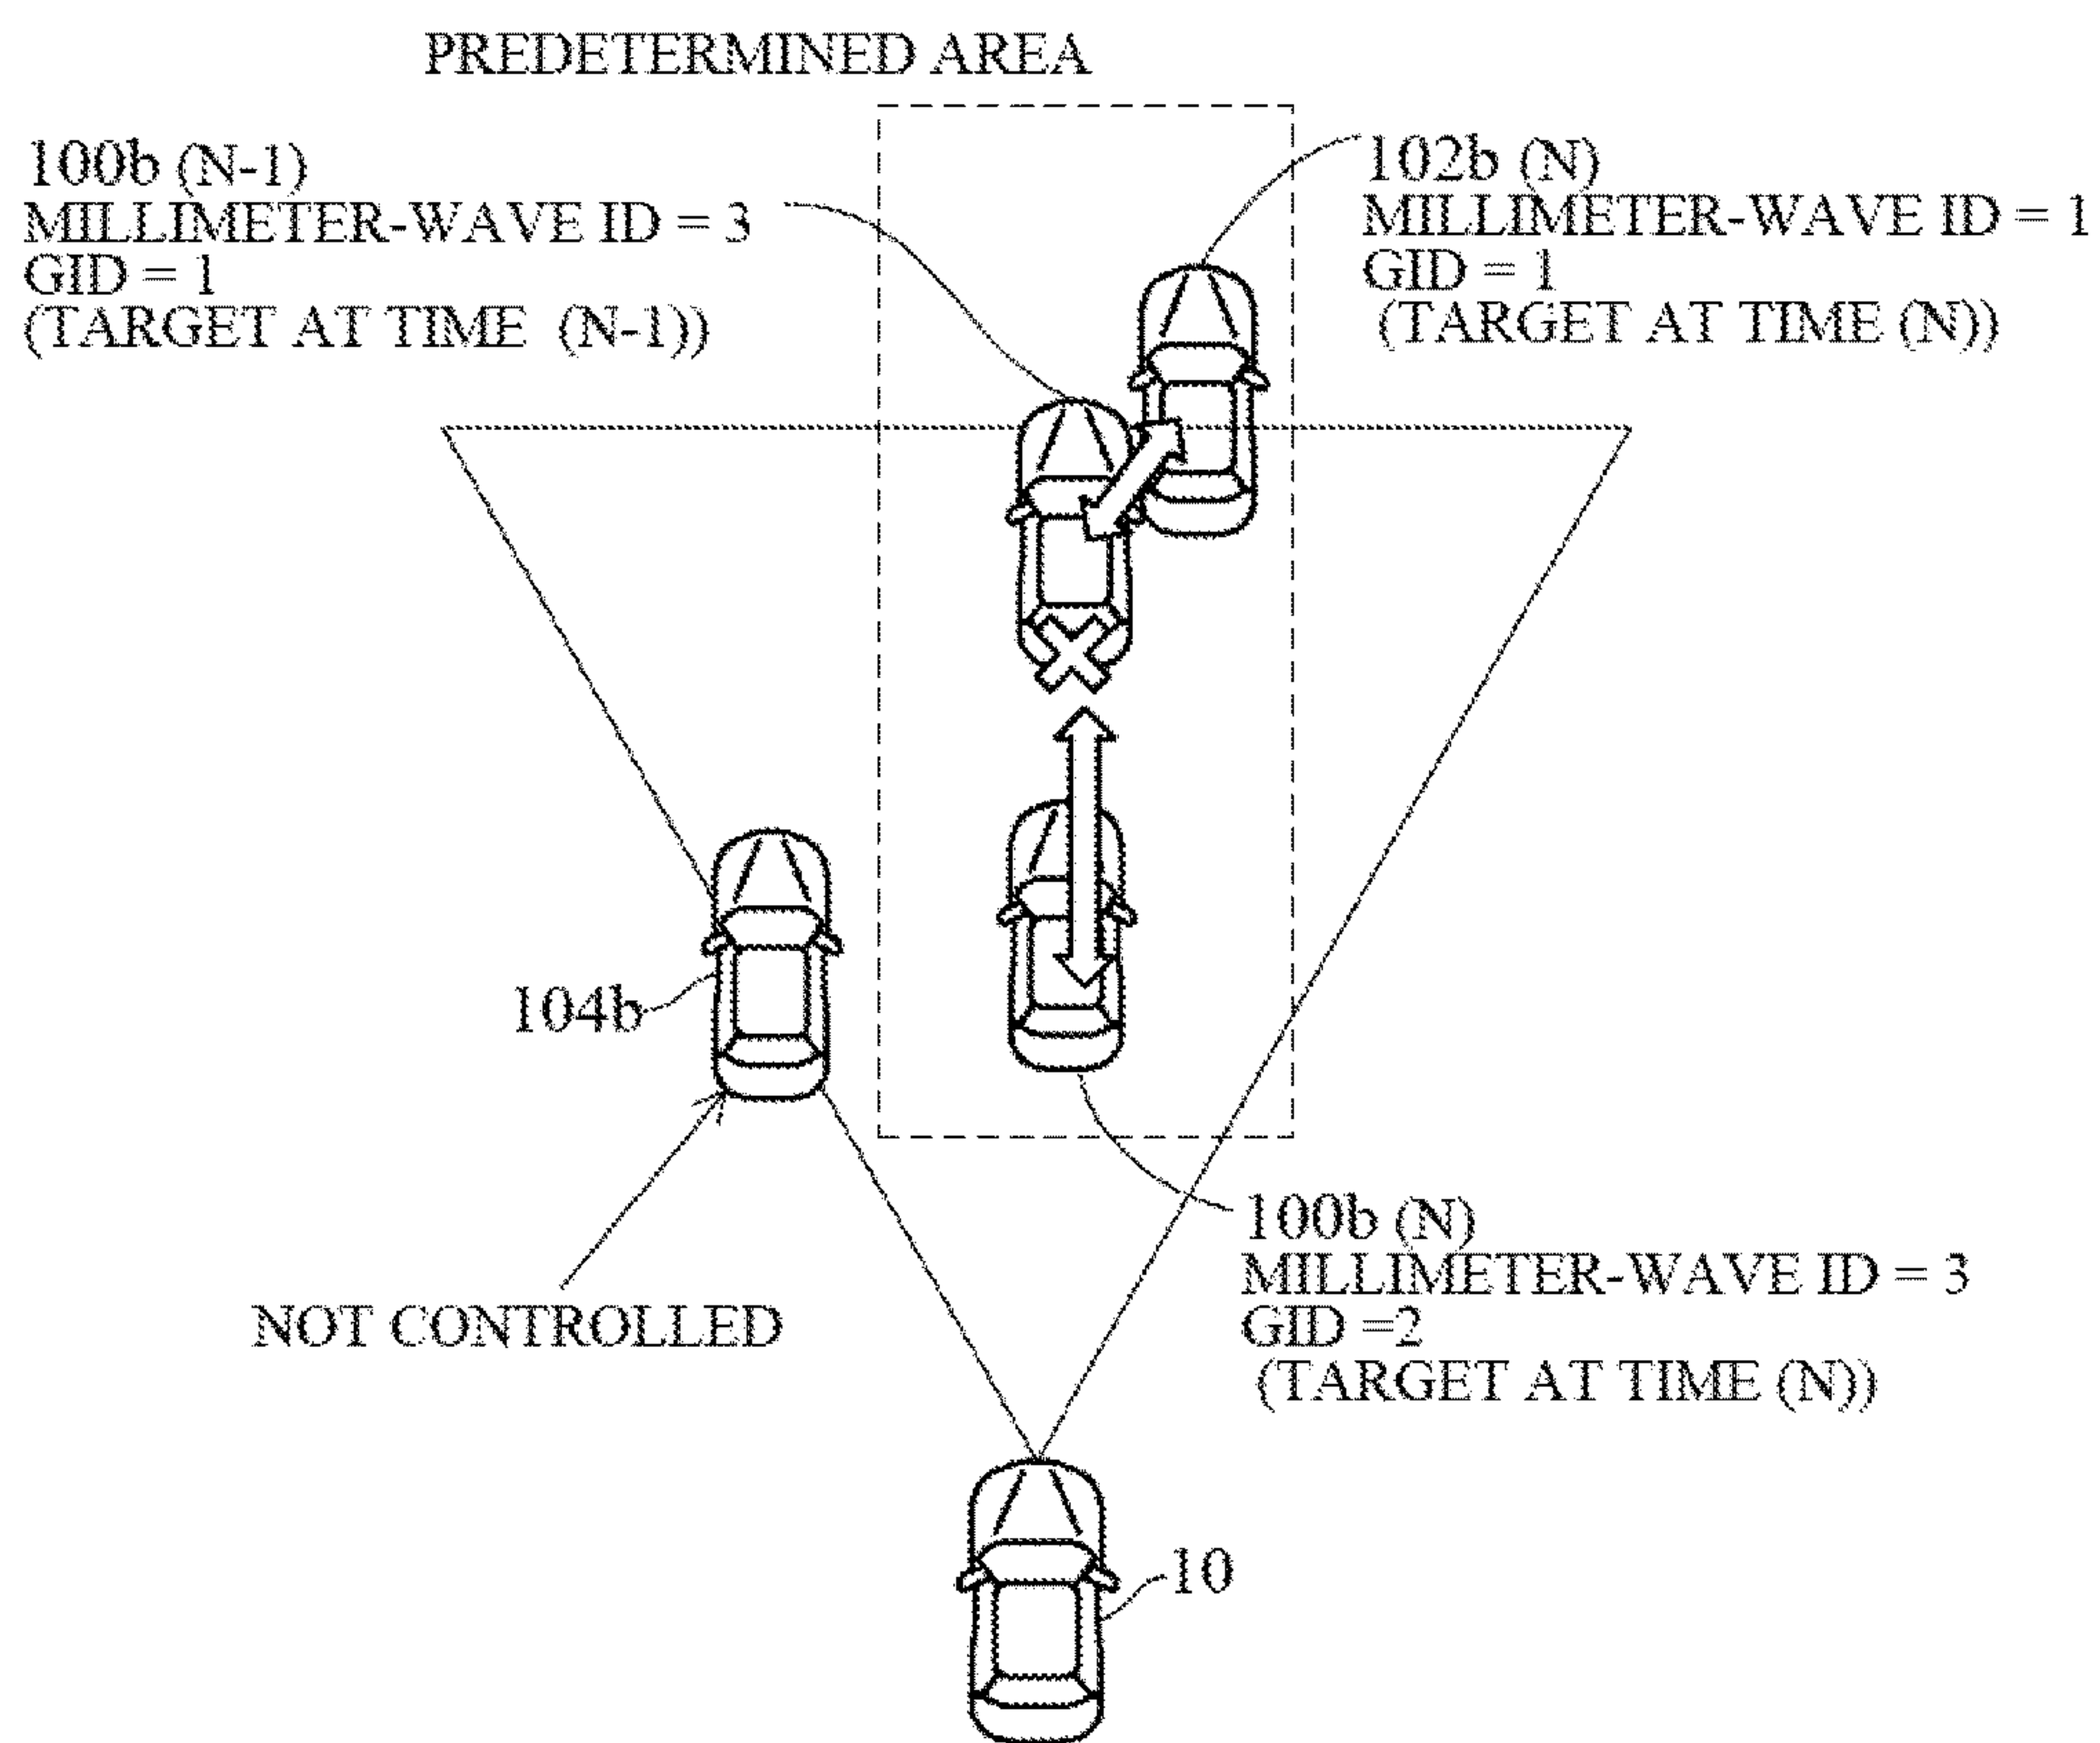 PREDETERMINED AREA
100b (N-1)
MILLIMETER-WAVE ID = 3
GID = 1
(TARGET AT TIME (N-1))
102b (N)
MILLIMETER-WAVE ID = 1
GID = 1
(TARGET AT TIME (N))
104b
NOT CONTROLLED
100b (N)
MILLIMETER-WAVE ID = 3
GID =2
(TARGET AT TIME (N))
10